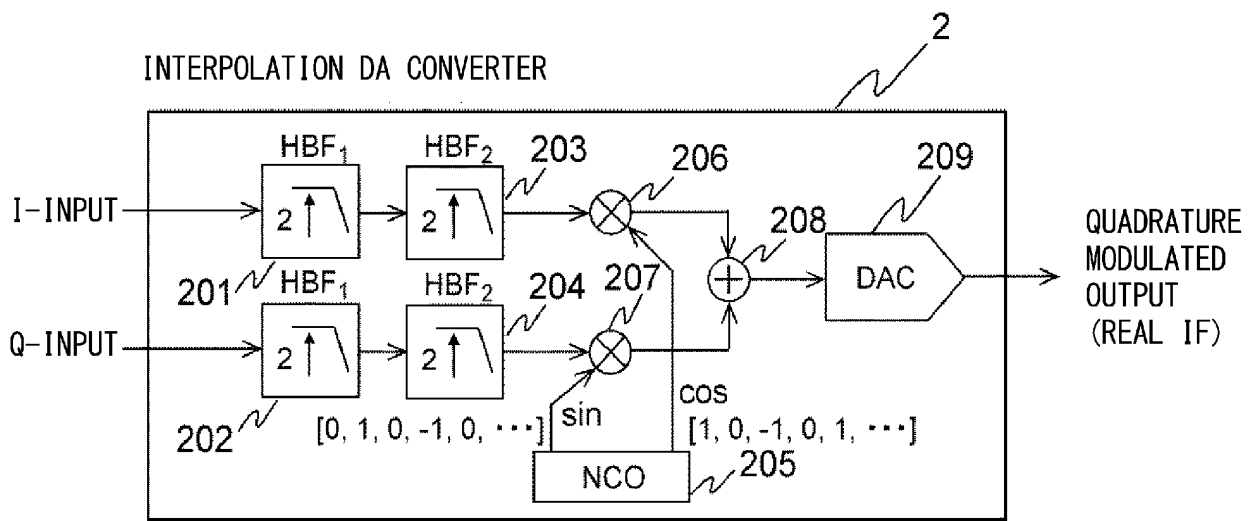 2
INTERPOLATION DA CONVERTER
HBF1
HBF2
203
206
209
I-INPUT
2
2
QUADRATURE
MODULATED
OUTPUT
(REAL IF)
208
DAC
201
HBF1
HBF2
204
207
Q-INPUT
2
2
202
[0, 1, 0, -1, 0, ···]
sin
cos
[1, 0, -1, 0, 1, ···]
NCO
205